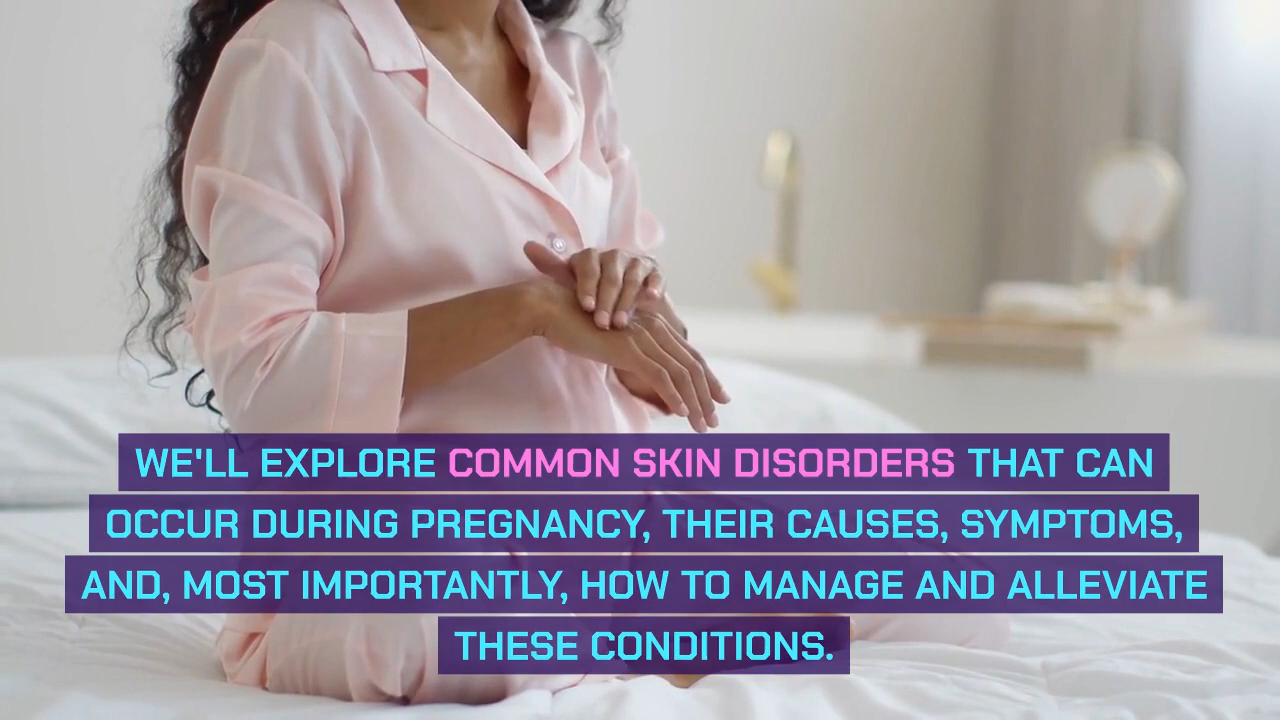 WE'LL EXPLORE COMMON SKIN DISORDERS THAT CAN
OCCUR DURING PREGNANCY, THEIR CAUSES, SYMPTOMS,
AND, MOST IMPORTANTLY, HOW TO MANAGE AND ALLEVIATE
THESE CONDITIONS.